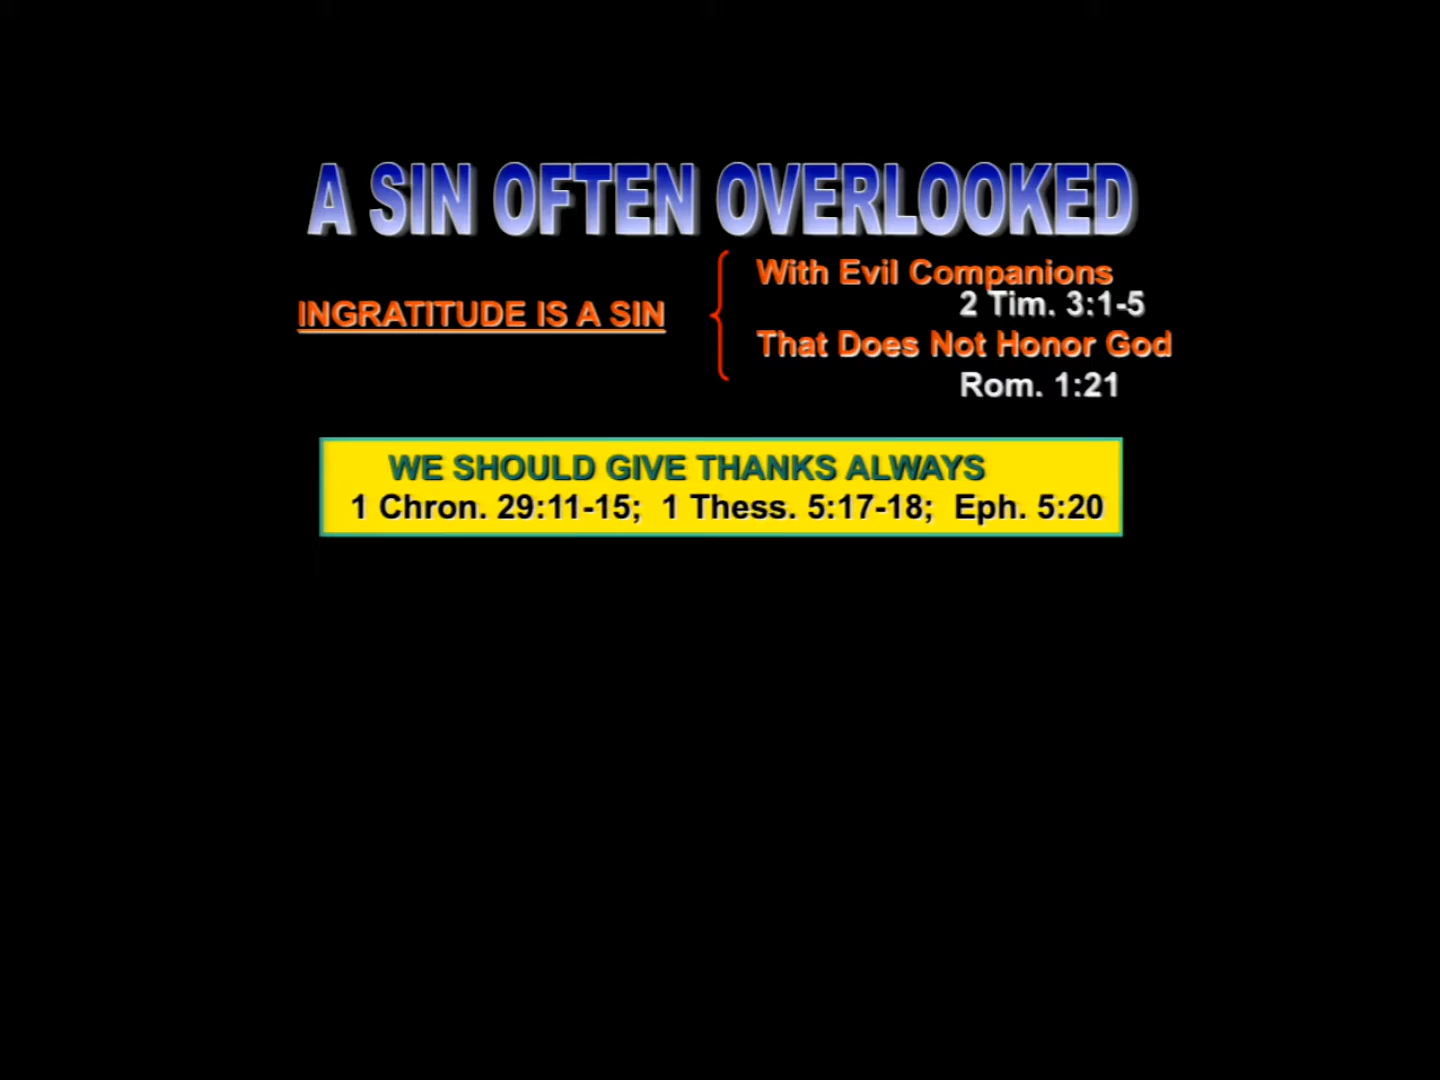 A SIN OFTEN OVERLOOKED
INGRATITUDE IS A SIN
With Evil Companions
2 Tim. 3:1-5
That Does Not Honor God
Rom. 1:21
WE SHOULD GIVE THANKS ALWAYS
1 Chron. 29:11-15; 1 Thess. 5:17-18; Eph. 5:20